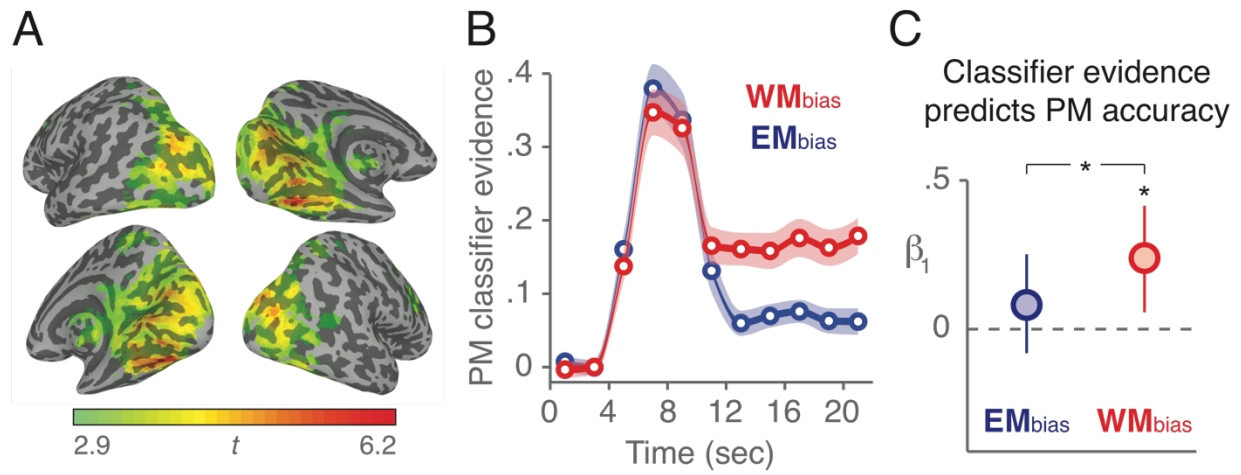 A
2.9 t 6.2
B
PM classifier evidence
.4
.3
.2
.1
0
WMbias
EMbias
0 4 8 12 16 20
Time (sec)
C
Classifier evidence
predicts PM accuracy
*
*
.5
β1
0
EMbias WMbias